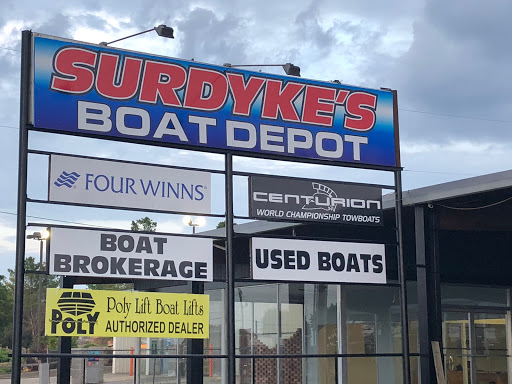 SURDYKE'S
BOAT DEPOT
FOUR WINNS®
CENTURION
WORLD CHAMPIONSHIP TOWBOATS
BOAT
BROKERAGE
USED BOATS
POLY
Poly Lift Boat Lifts
AUTHORIZED DEALER